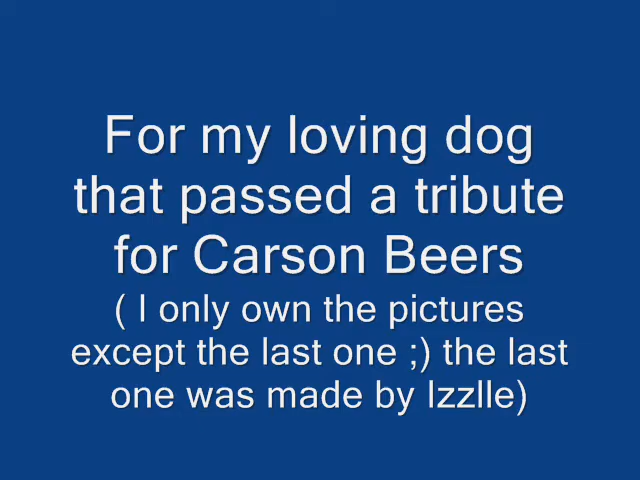 For my loving dog
that passed a tribute
for Carson Beers
( I only own the pictures
except the last one ;) the last
one was made by Izzlle)